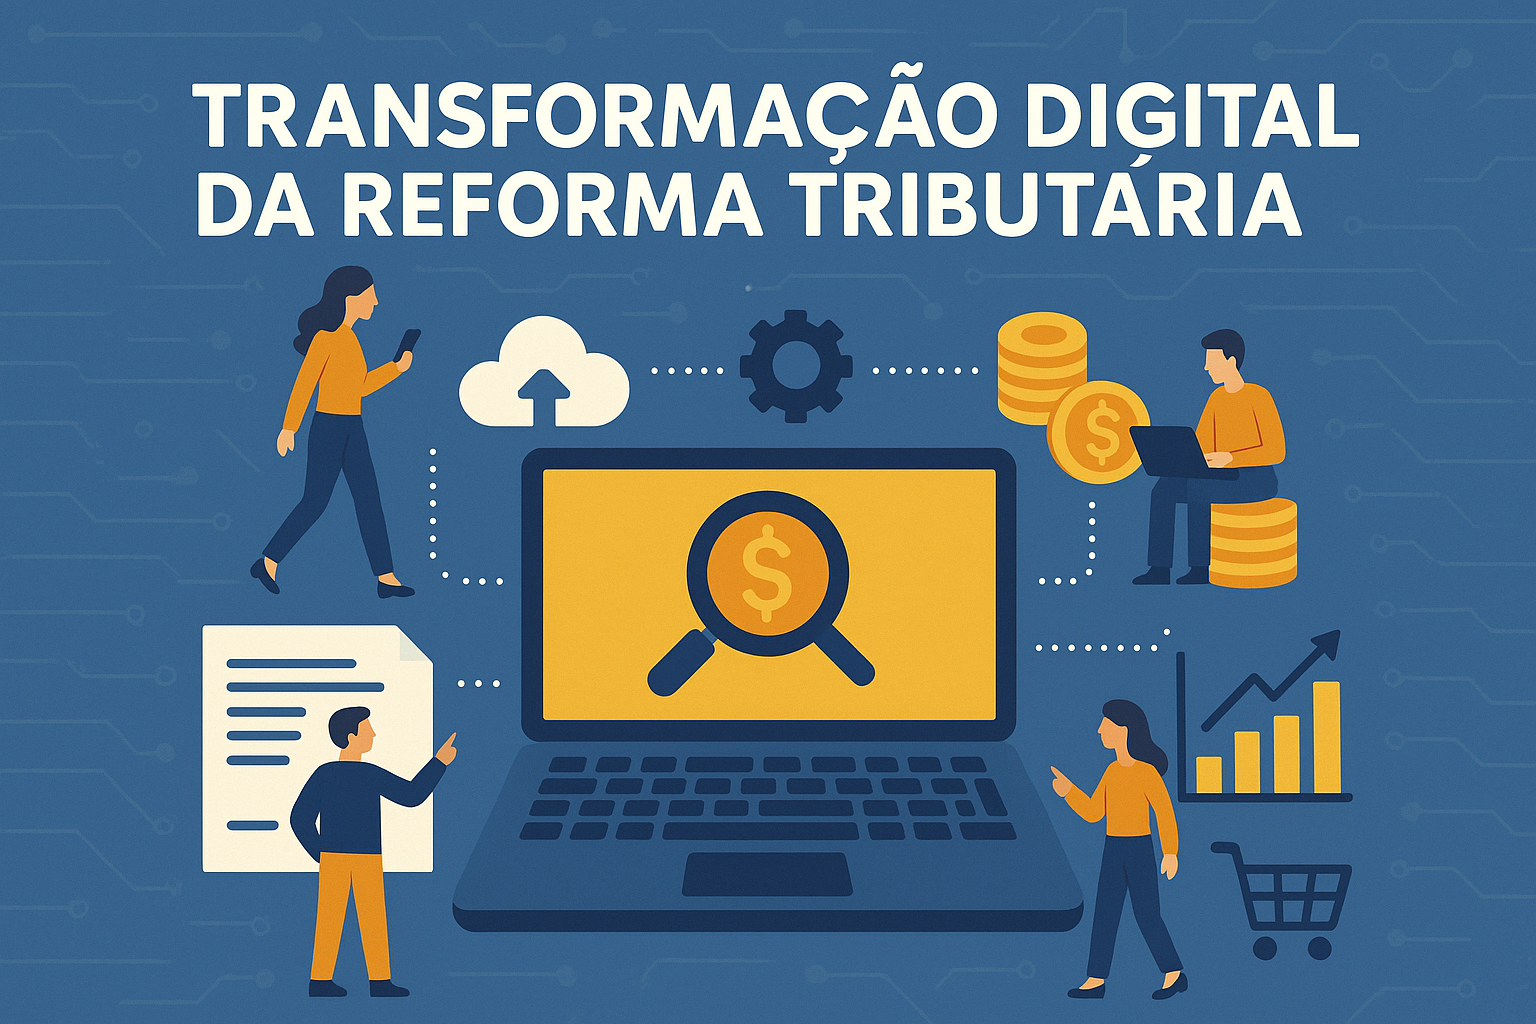 TRANSFORMAÇÃO DIGITAL
DA REFORMA TRIBUTÁRIA
$
$